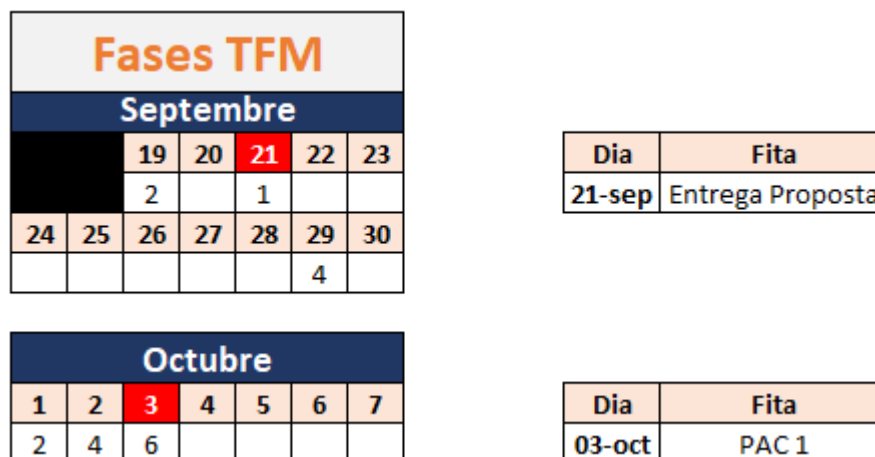 Fases TFM
Septembre
19 20 21 22 23
2 1
24 25 26 27 28 29 30
4
Dia Fita
21-sep Entrega Proposta
Octubre
1 2 3 4 5 6 7
2 4 6
Dia Fita
03-oct PAC 1